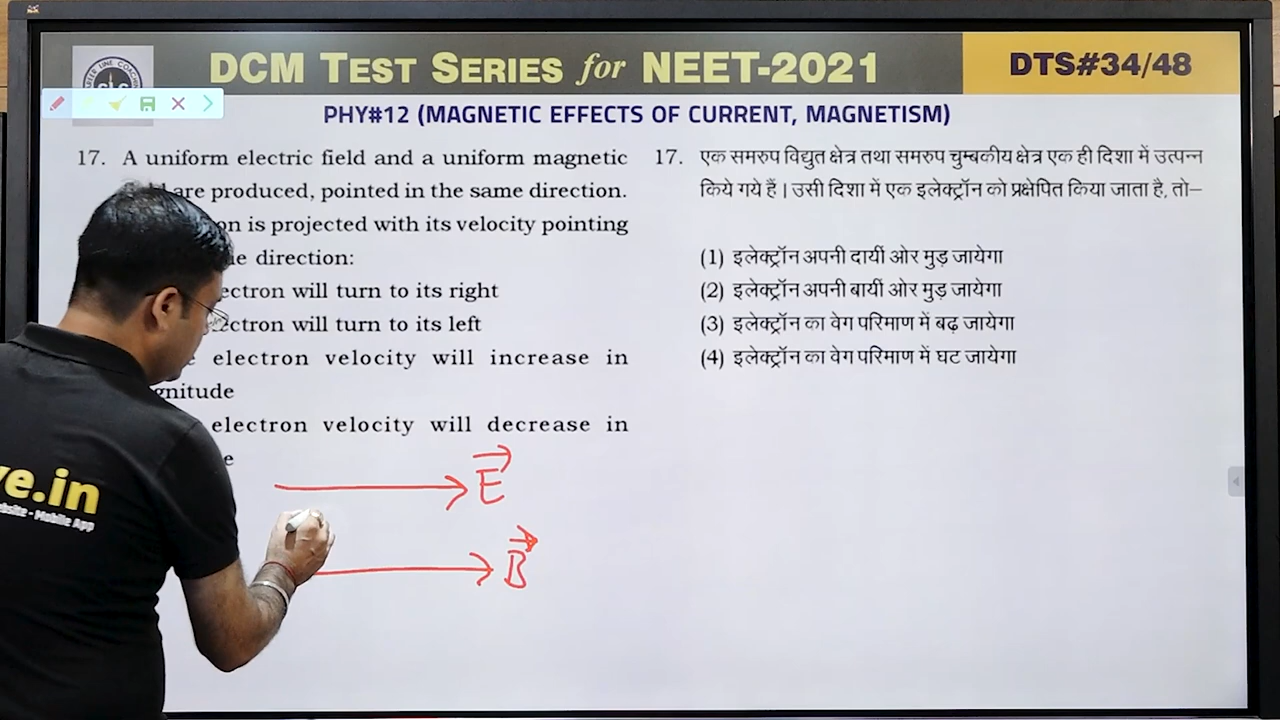 DCM TEST SERIES for NEET-2021
DTS#34/48
PHY#12 (MAGNETIC EFFECTS OF CURRENT, MAGNETISM)
17. A uniform electric field and a uniform magnetic
are produced, pointed in the same direction.
is projected with its velocity pointing
direction:
will turn to its right
will turn to its left
electron velocity will increase in
electron velocity will decrease in
17. एक समरुप विद्युत क्षेत्र तथा समरुप चुम्बकीय क्षेत्र एक ही दिशा में उत्पन्न
किये गये हैं। उसी दिशा में एक इलेक्ट्रॉन को प्रक्षेपित किया जाता है, तो–
(1) इलेक्ट्रॉन अपनी दायीं ओर मुड़ जायेगा
(2) इलेक्ट्रॉन अपनी बायीं ओर मुड़ जायेगा
(3) इलेक्ट्रॉन का वेग परिमाण में बढ़ जायेगा
(4) इलेक्ट्रॉन का वेग परिमाण में घट जायेगा
E
B
ve.in
Website - Mobile App